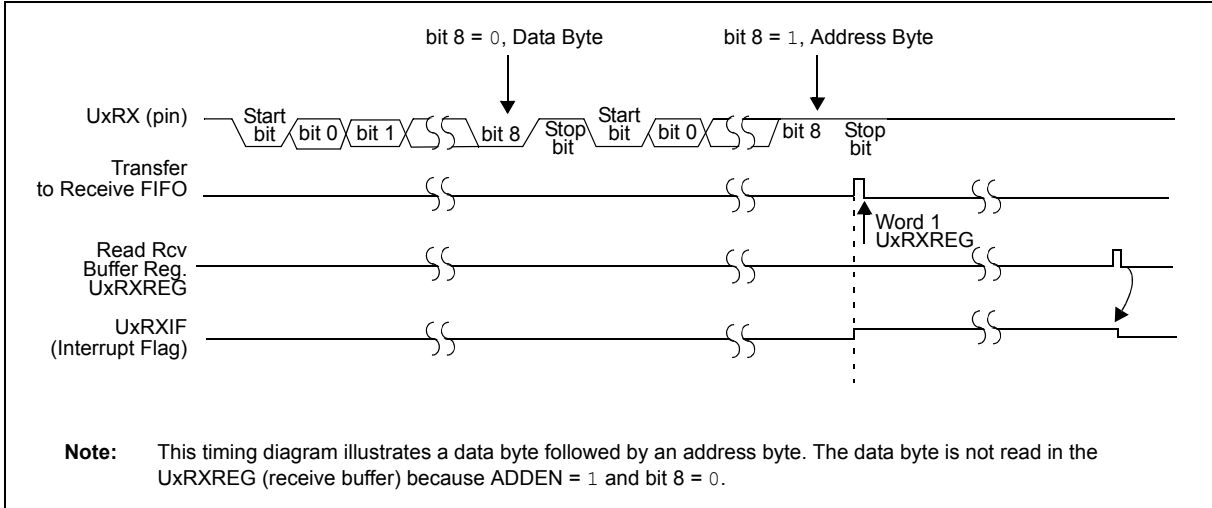 bit 8 = 0, Data Byte
bit 8 = 1, Address Byte
UxRX (pin)
Start
bit
bit 0
bit 1
bit 8
Stop
bit
Start
bit
bit 0
bit 8
Stop
bit
Transfer
to Receive FIFO
Word 1
UxRXREG
Read Rcv
Buffer Reg.
UxRXREG
UxRXIF
(Interrupt Flag)
Note: This timing diagram illustrates a data byte followed by an address byte. The data byte is not read in the
UxRXREG (receive buffer) because ADDEN = 1 and bit 8 = 0.